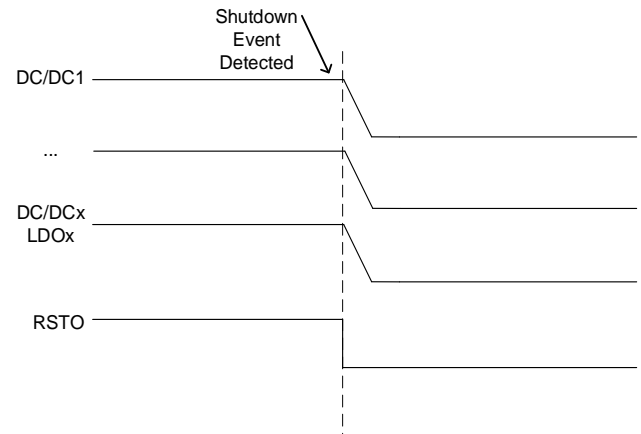 Shutdown
Event
Detected
DC/DC1
...
DC/DCx
LDOx
RSTO